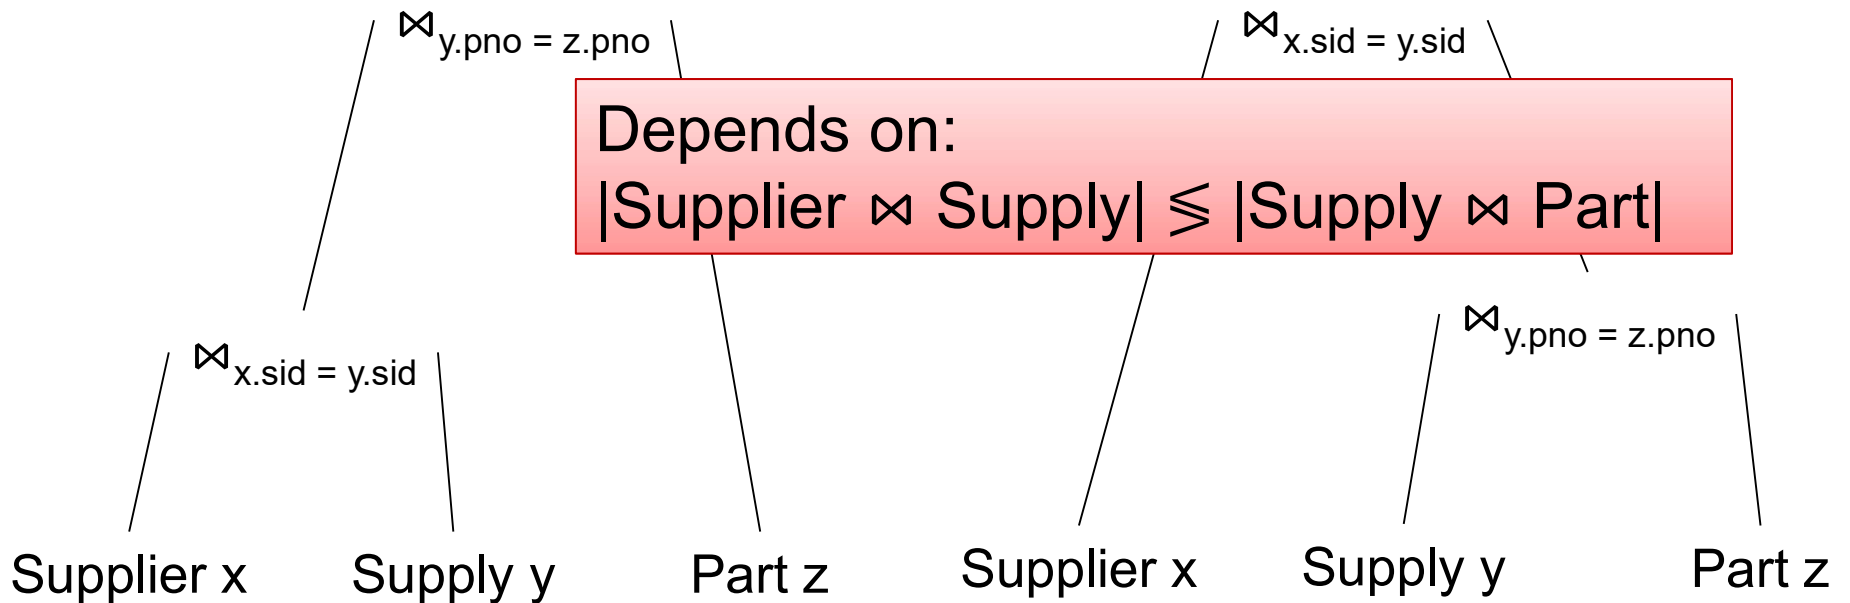 ⋈y.pno = z.pno
⋈x.sid = y.sid
Depends on:
|Supplier ⋈ Supply| ≶ |Supply ⋈ Part|
⋈x.sid = y.sid
⋈y.pno = z.pno
Supplier x
Supply y
Part z
Supplier x
Supply y
Part z